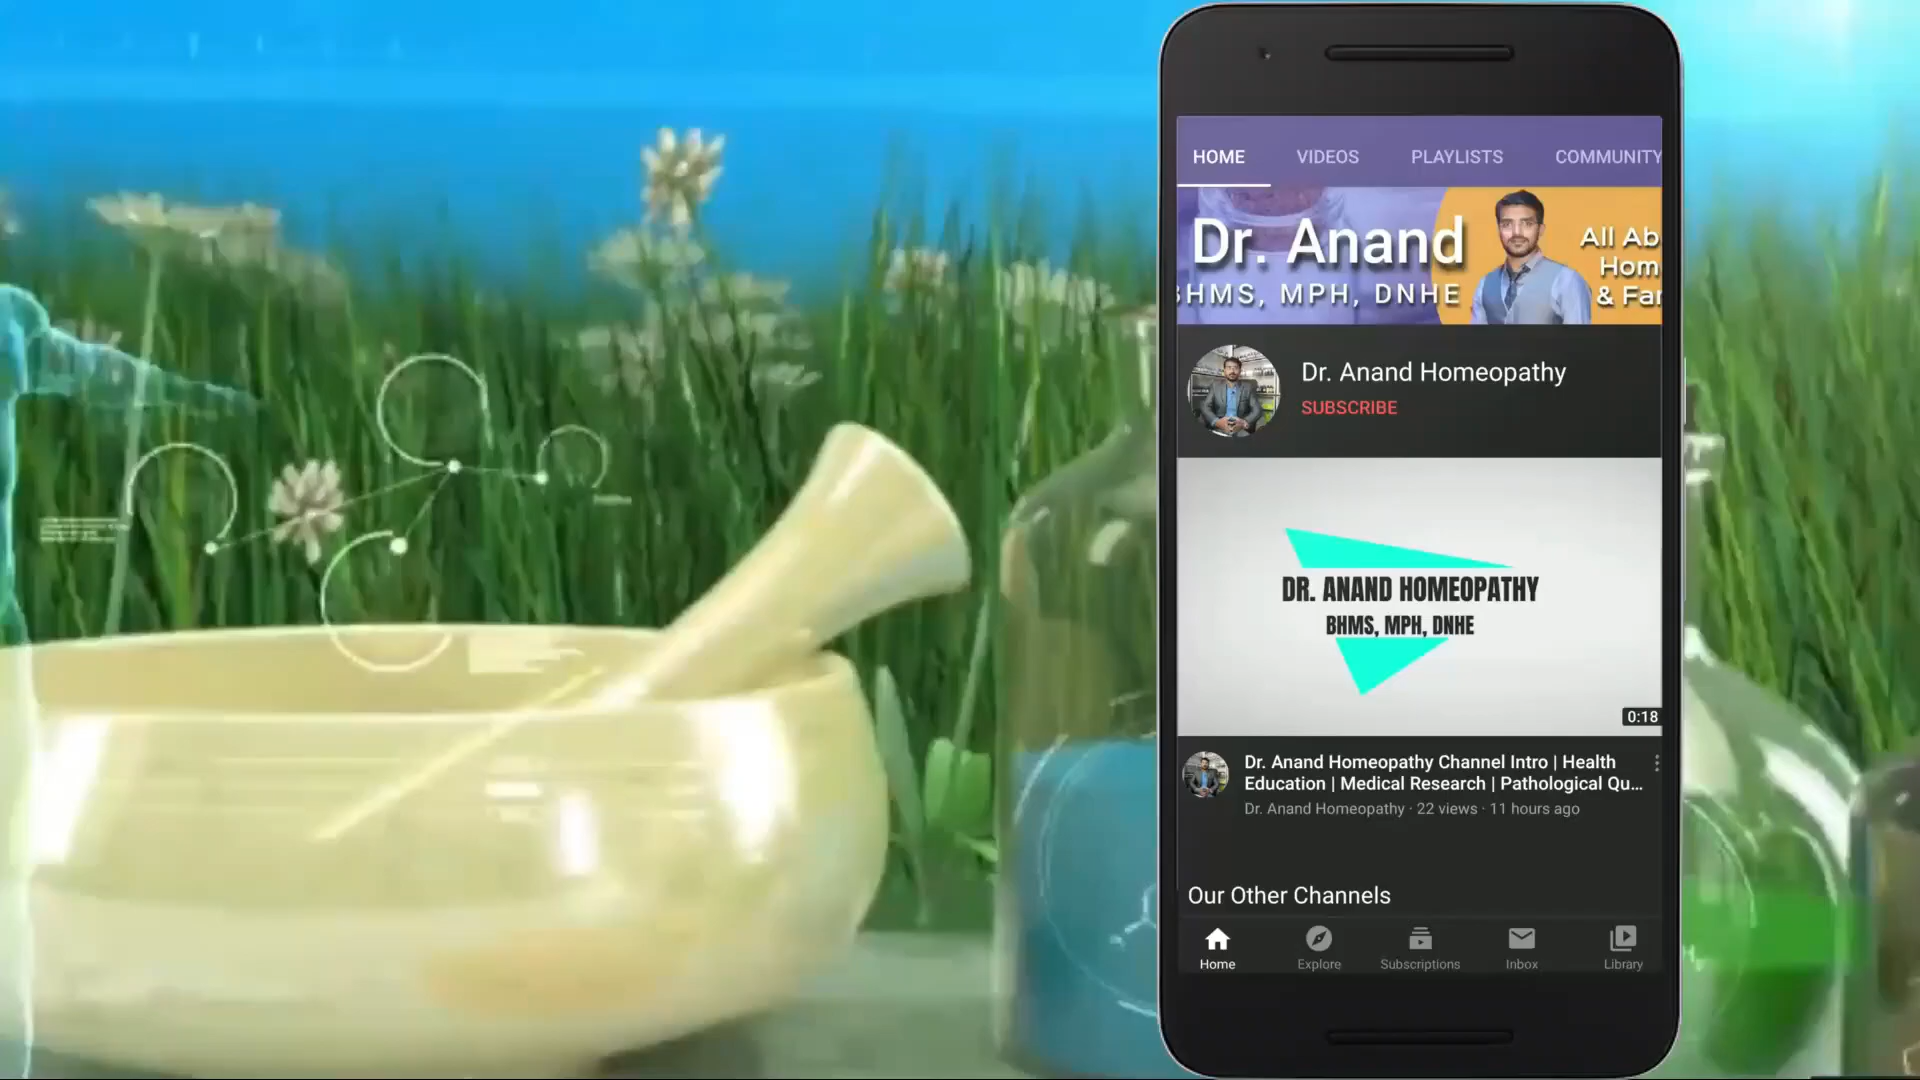 HOME VIDEOS PLAYLISTS COMMUNITY
Dr. Anand
BHMS, MPH, DNHE
All Ab
Hom
& Far
Dr. Anand Homeopathy
SUBSCRIBE
DR. ANAND HOMEOPATHY
BHMS, MPH, DNHE
0:18
Dr. Anand Homeopathy Channel Intro | Health
Education | Medical Research | Pathological Qu...
Dr. Anand Homeopathy · 22 views · 11 hours ago
Our Other Channels
Home Explore Subscriptions Inbox Library